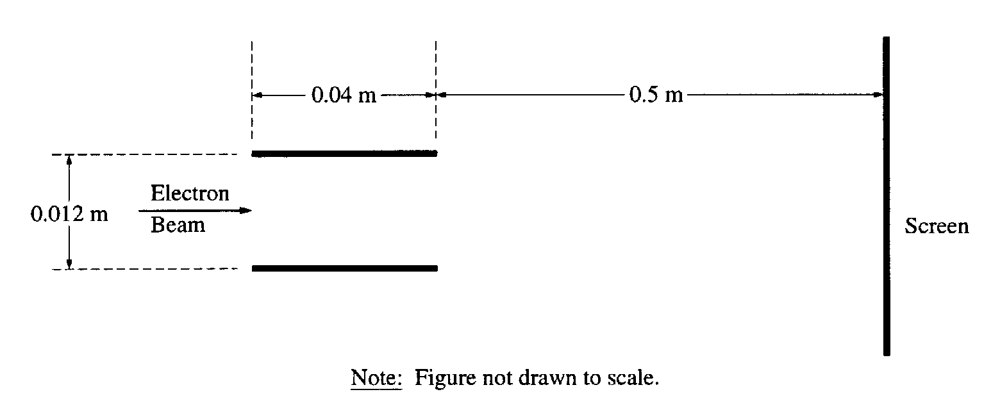 0.04 m
0.5 m
Electron
0.012 m
Beam
Screen
Note: Figure not drawn to scale.